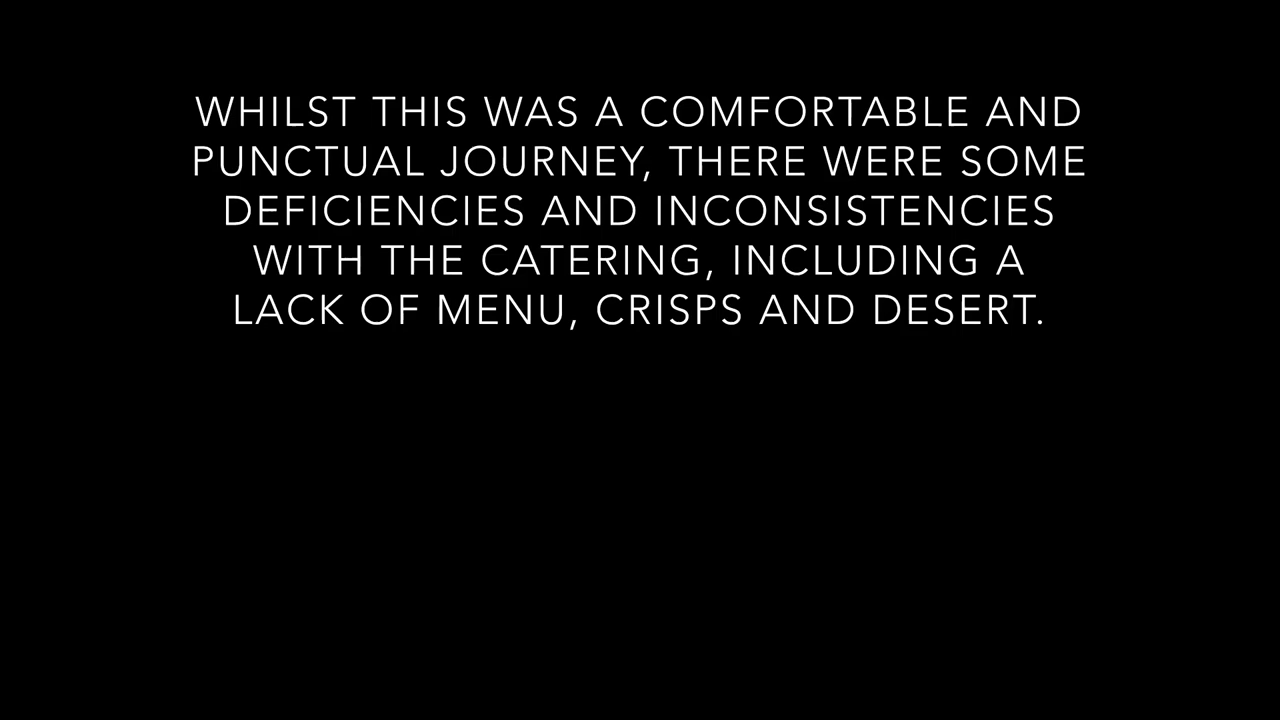 WHILST THIS WAS A COMFORTABLE AND
PUNCTUAL JOURNEY, THERE WERE SOME
DEFICIENCIES AND INCONSISTENCIES
WITH THE CATERING, INCLUDING A
LACK OF MENU, CRISPS AND DESERT.